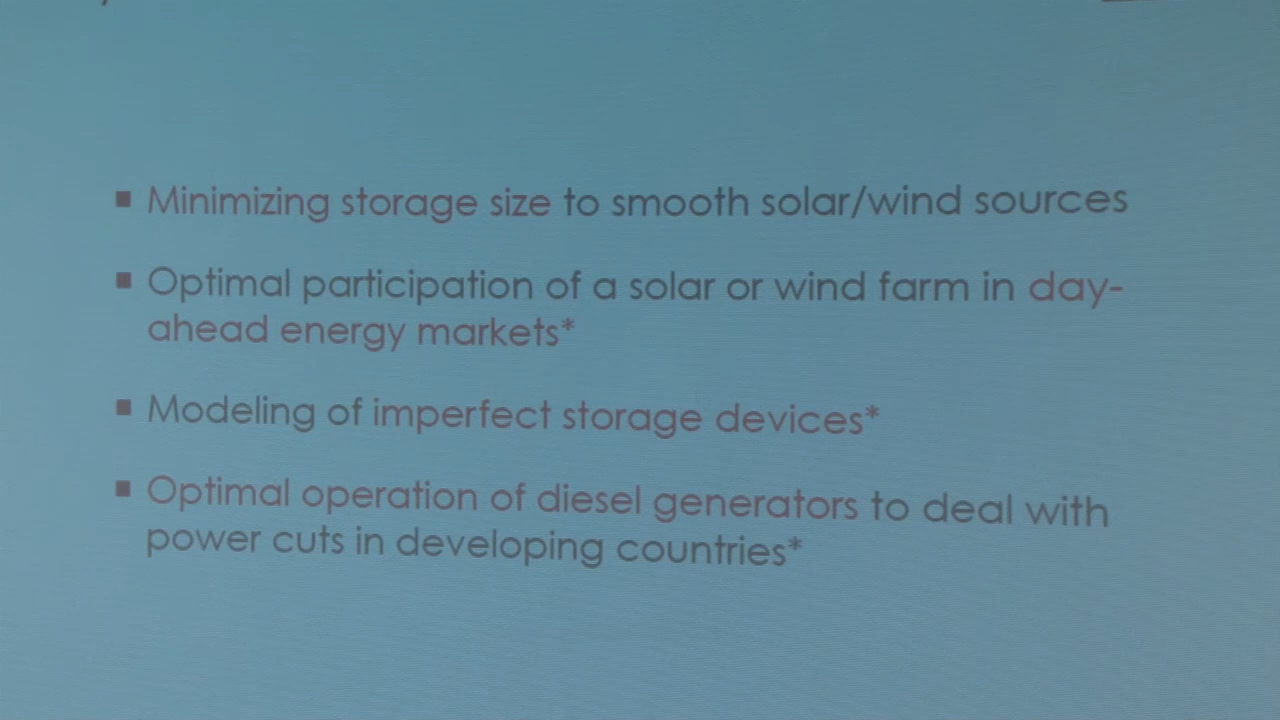 ▪ Minimizing storage size to smooth solar/wind sources
▪ Optimal participation of a solar or wind farm in day-
ahead energy markets*
▪ Modeling of imperfect storage devices*
▪ Optimal operation of diesel generators to deal with
power cuts in developing countries*